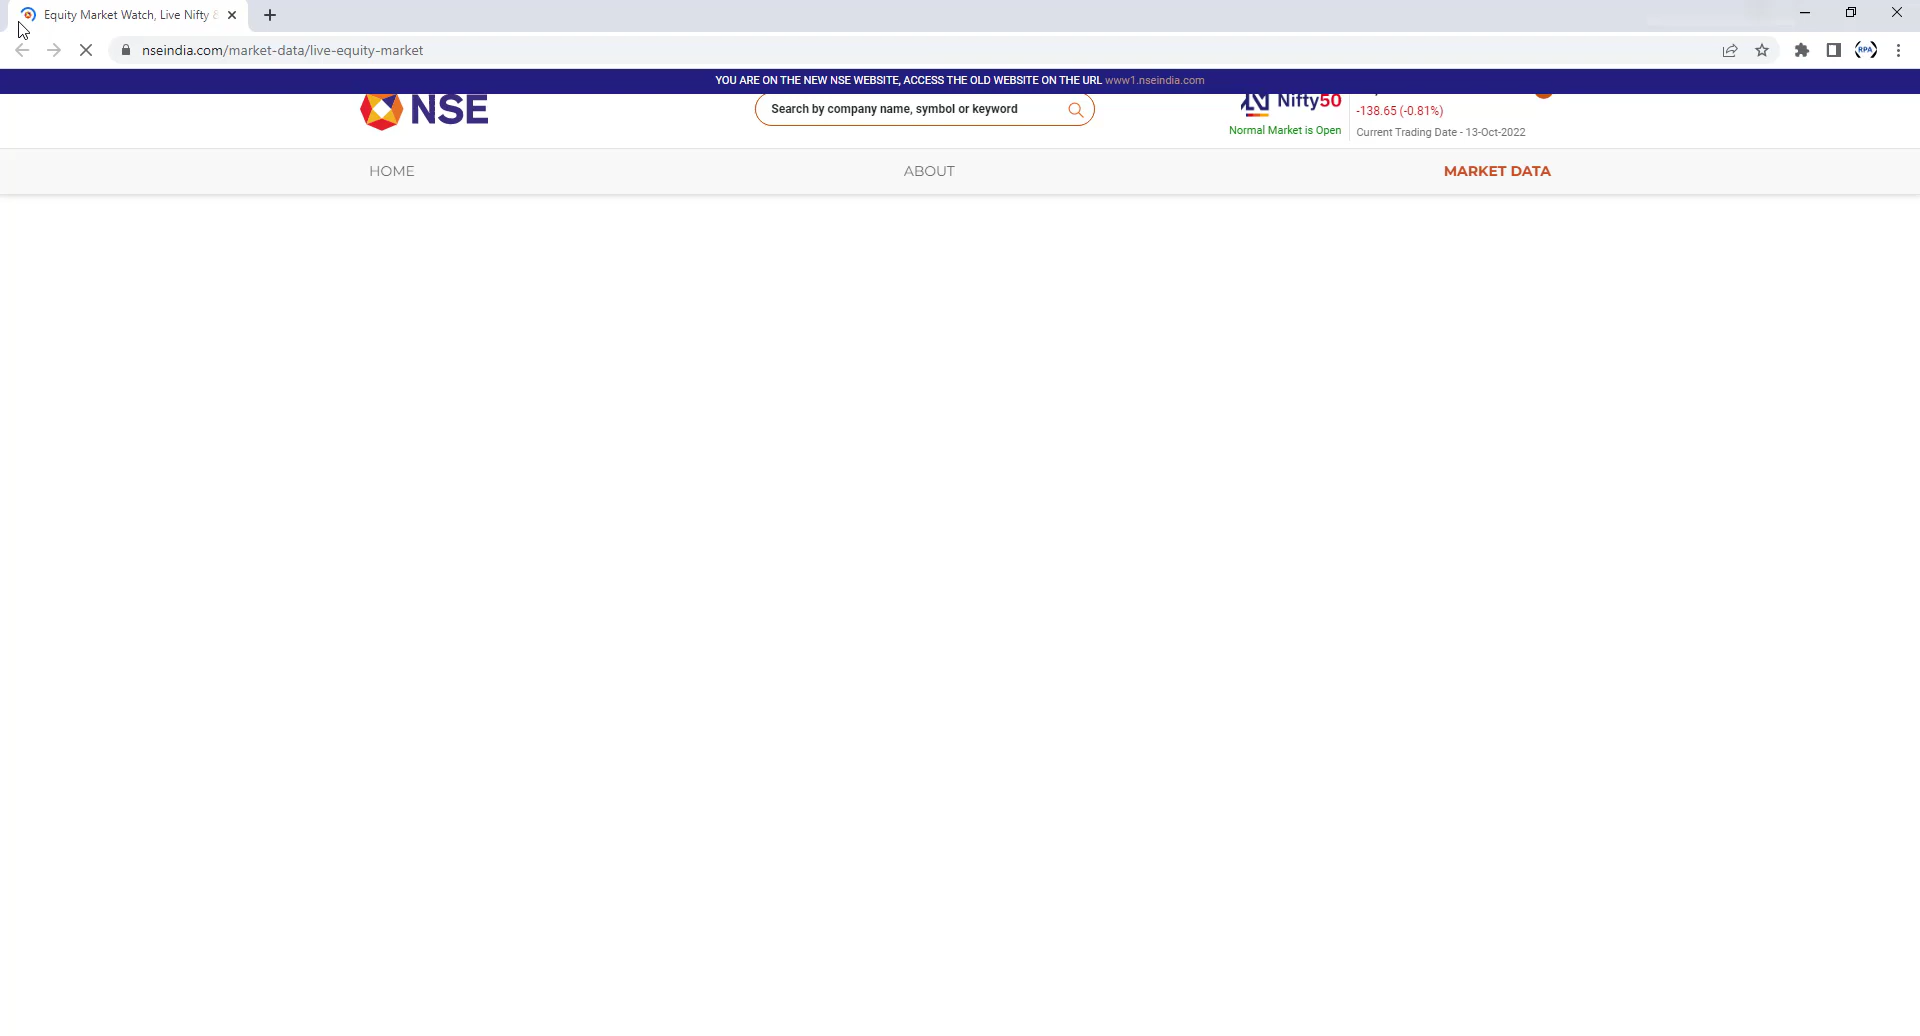 Equity Market Watch, Live Nifty
nseindia.com/market-data/live-equity-market
RPA
YOU ARE ON THE NEW NSE WEBSITE, ACCESS THE OLD WEBSITE ON THE URL www1.nseindia.com
NSE
Search by company name, symbol or keyword
Nifty50
-138.65 (-0.81%)
Normal Market is Open
Current Trading Date - 13-Oct-2022
HOME
ABOUT
MARKET DATA